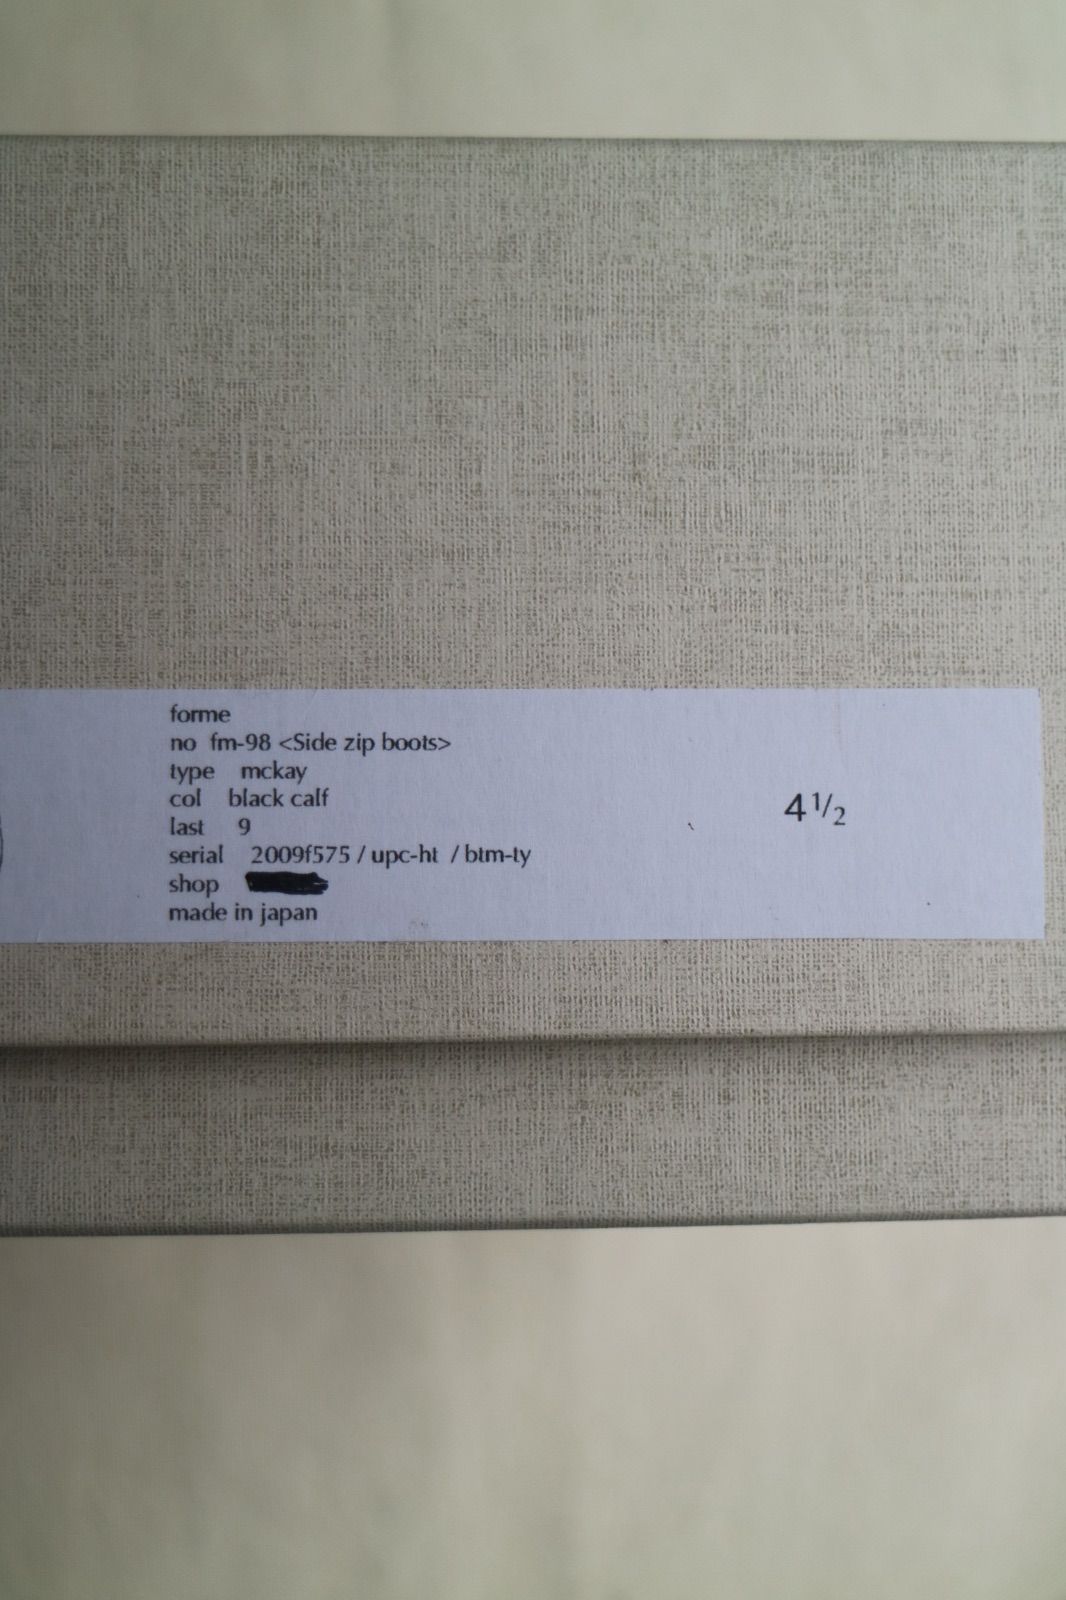 forme
no fm-98 <Side zip boots>
type mckay
col black calf
last 9
serial 2009f575 / upc-ht / btm-ty
shop
made in japan
4 1/2